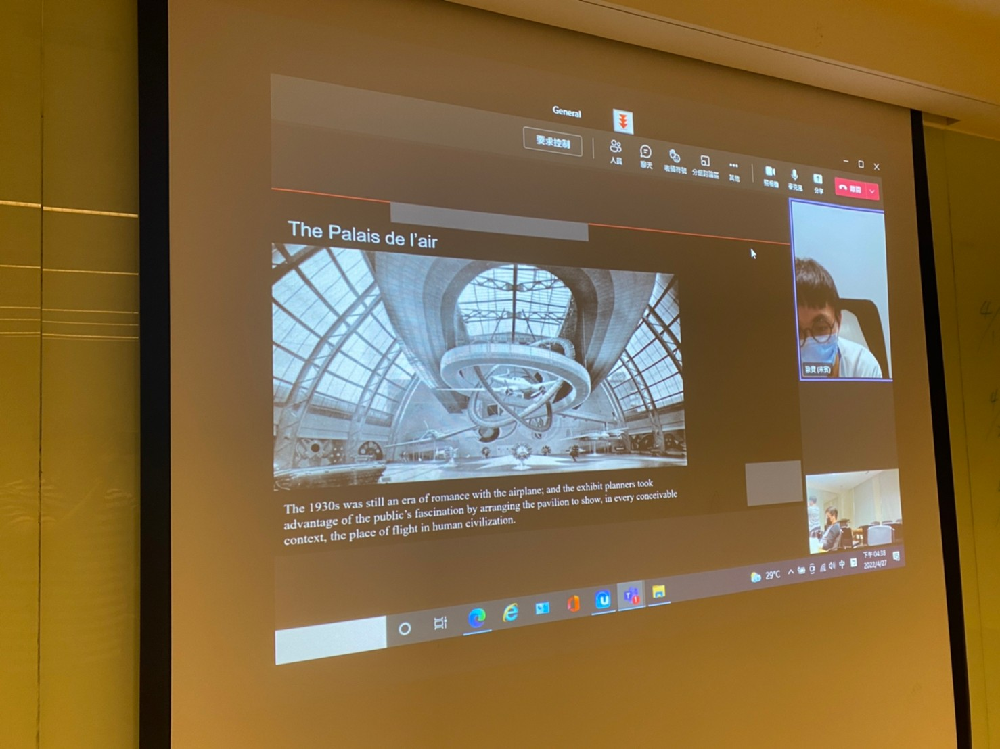 General
要求控制
人員
聊天
表情符號
分組討論區
其他
攝相機
麥克風
分享
離開
The Palais de l'air
The 1930s was still an era of romance with the airplane; and the exhibit planners took
advantage of the public's fascination by arranging the pavilion to show, in every conceivable
context, the place of flight in human civilization.
29°C
中
下午 04:38
2022/4/27